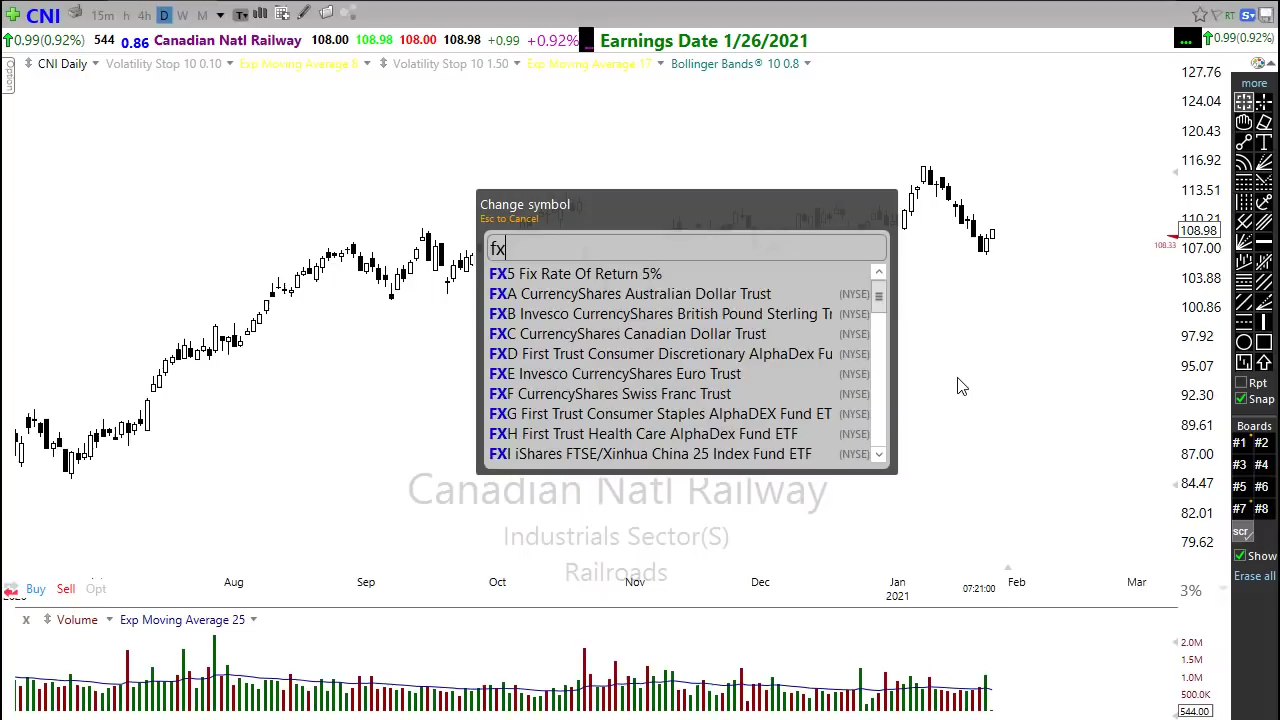 CNI 15m h 4h D W M T
RT S
0.99(0.92%) 544 0.86 Canadian Natl Railway 108.00 108.98 108.00 108.98 +0.99 +0.92% ... Earnings Date 1/26/2021 ... 0.99(0.92%)
Option
CNI Daily Volatility Stop 10 0.10 Exp Moving Average 8 Volatility Stop 10 1.50 Exp Moving Average 17 Bollinger Bands® 10 0.8
127.76
more
124.04
120.43
116.92
113.51
110.21
108.98
108.33
107.00
103.88
100.86
97.92
95.07
92.30
89.61
87.00
84.47
82.01
79.62
Change symbol
Esc to Cancel
fx
FX5 Fix Rate Of Return 5%
FXA CurrencyShares Australian Dollar Trust (NYSE)
FXB Invesco CurrencyShares British Pound Sterling Tr (NYSE)
FXC CurrencyShares Canadian Dollar Trust (NYSE)
FXD First Trust Consumer Discretionary AlphaDex Fu (NYSE)
FXE Invesco CurrencyShares Euro Trust (NYSE)
FXF CurrencyShares Swiss Franc Trust (NYSE)
FXG First Trust Consumer Staples AlphaDEX Fund ET (NYSE)
FXH First Trust Health Care AlphaDex Fund ETF (NYSE)
FXI iShares FTSE/Xinhua China 25 Index Fund ETF (NYSE)
Rpt
Snap
Boards
#1 #2
#3 #4
#5 #6
#7 #8
scr
Show
Erase all
Canadian Natl Railway
Industrials Sector(S)
Railroads
Aug Sep Oct Nov Dec Jan Feb Mar
2021 07:21:00
Buy Sell Opt
3%
x Volume Exp Moving Average 25
2.0M
1.5M
1.0M
500.0K
544.00